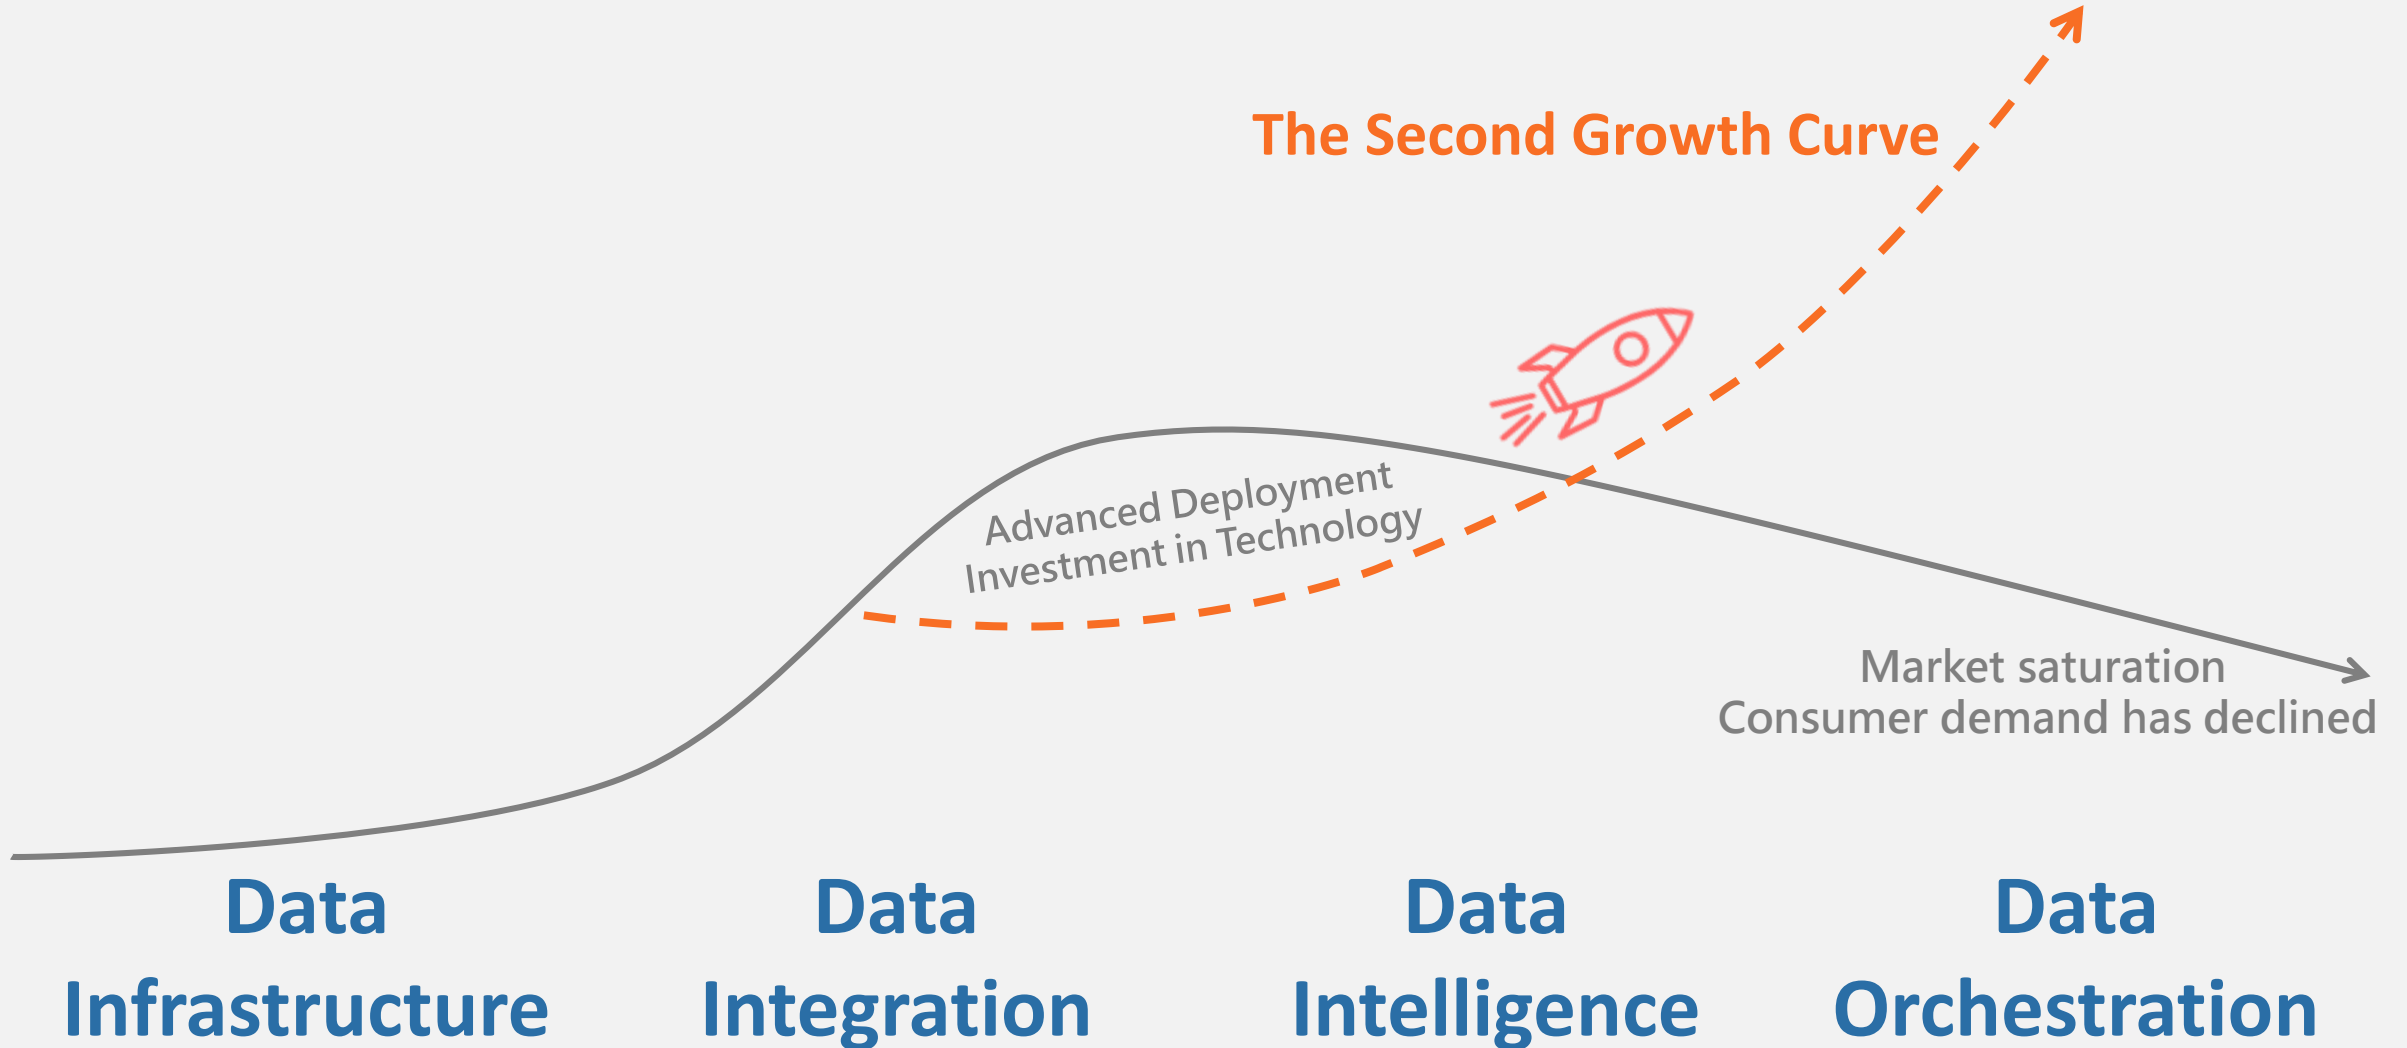 The Second Growth Curve
Advanced Deployment
Investment in Technology
Market saturation
Consumer demand has declined
Data
Infrastructure
Data
Integration
Data
Intelligence
Data
Orchestration